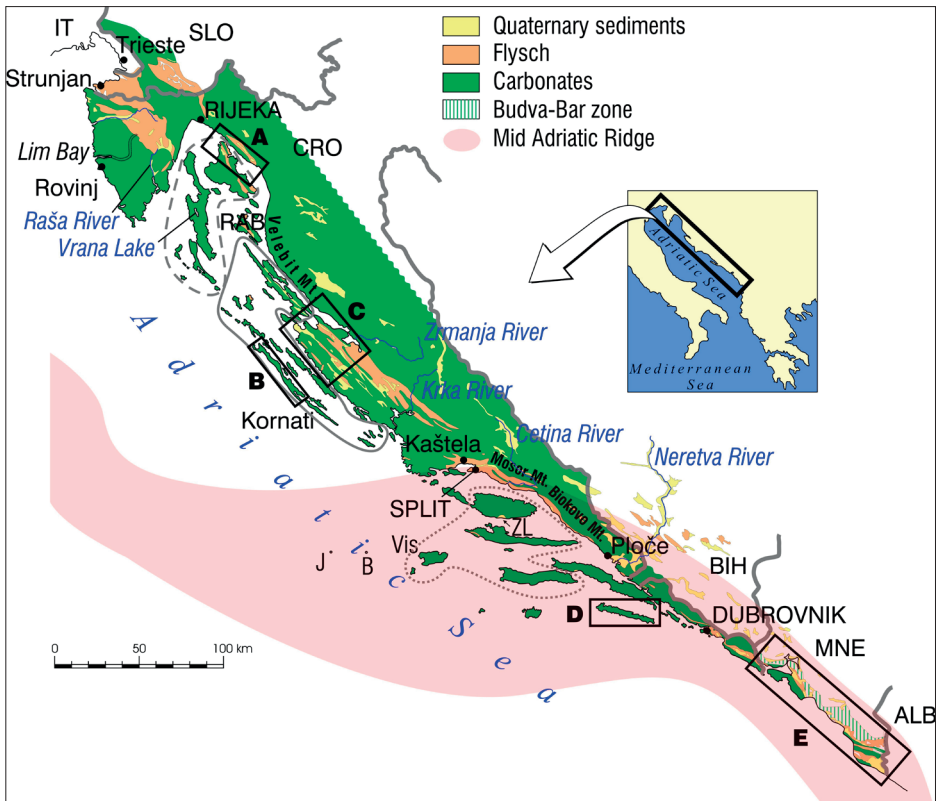 IT
SLO
Trieste
Strunjan
RIJEKA
A
CRO
Lim Bay
Rovinj
Raša River
Vrana Lake
RAB
Velebit Mt
C
Zrmanja River
B
Krka River
Kornati
Cetina River
Kaštela
Mosor Mt. Biokovo Mt.
Neretva River
SPLIT
ZL
Vis
J
B
Ploče
BIH
D
DUBROVNIK
MNE
ALB
E
Adriatic Sea
0 50 100 km
Quaternary sediments
Flysch
Carbonates
Budva-Bar zone
Mid Adriatic Ridge
Adriatic Sea
Mediterranean
Sea